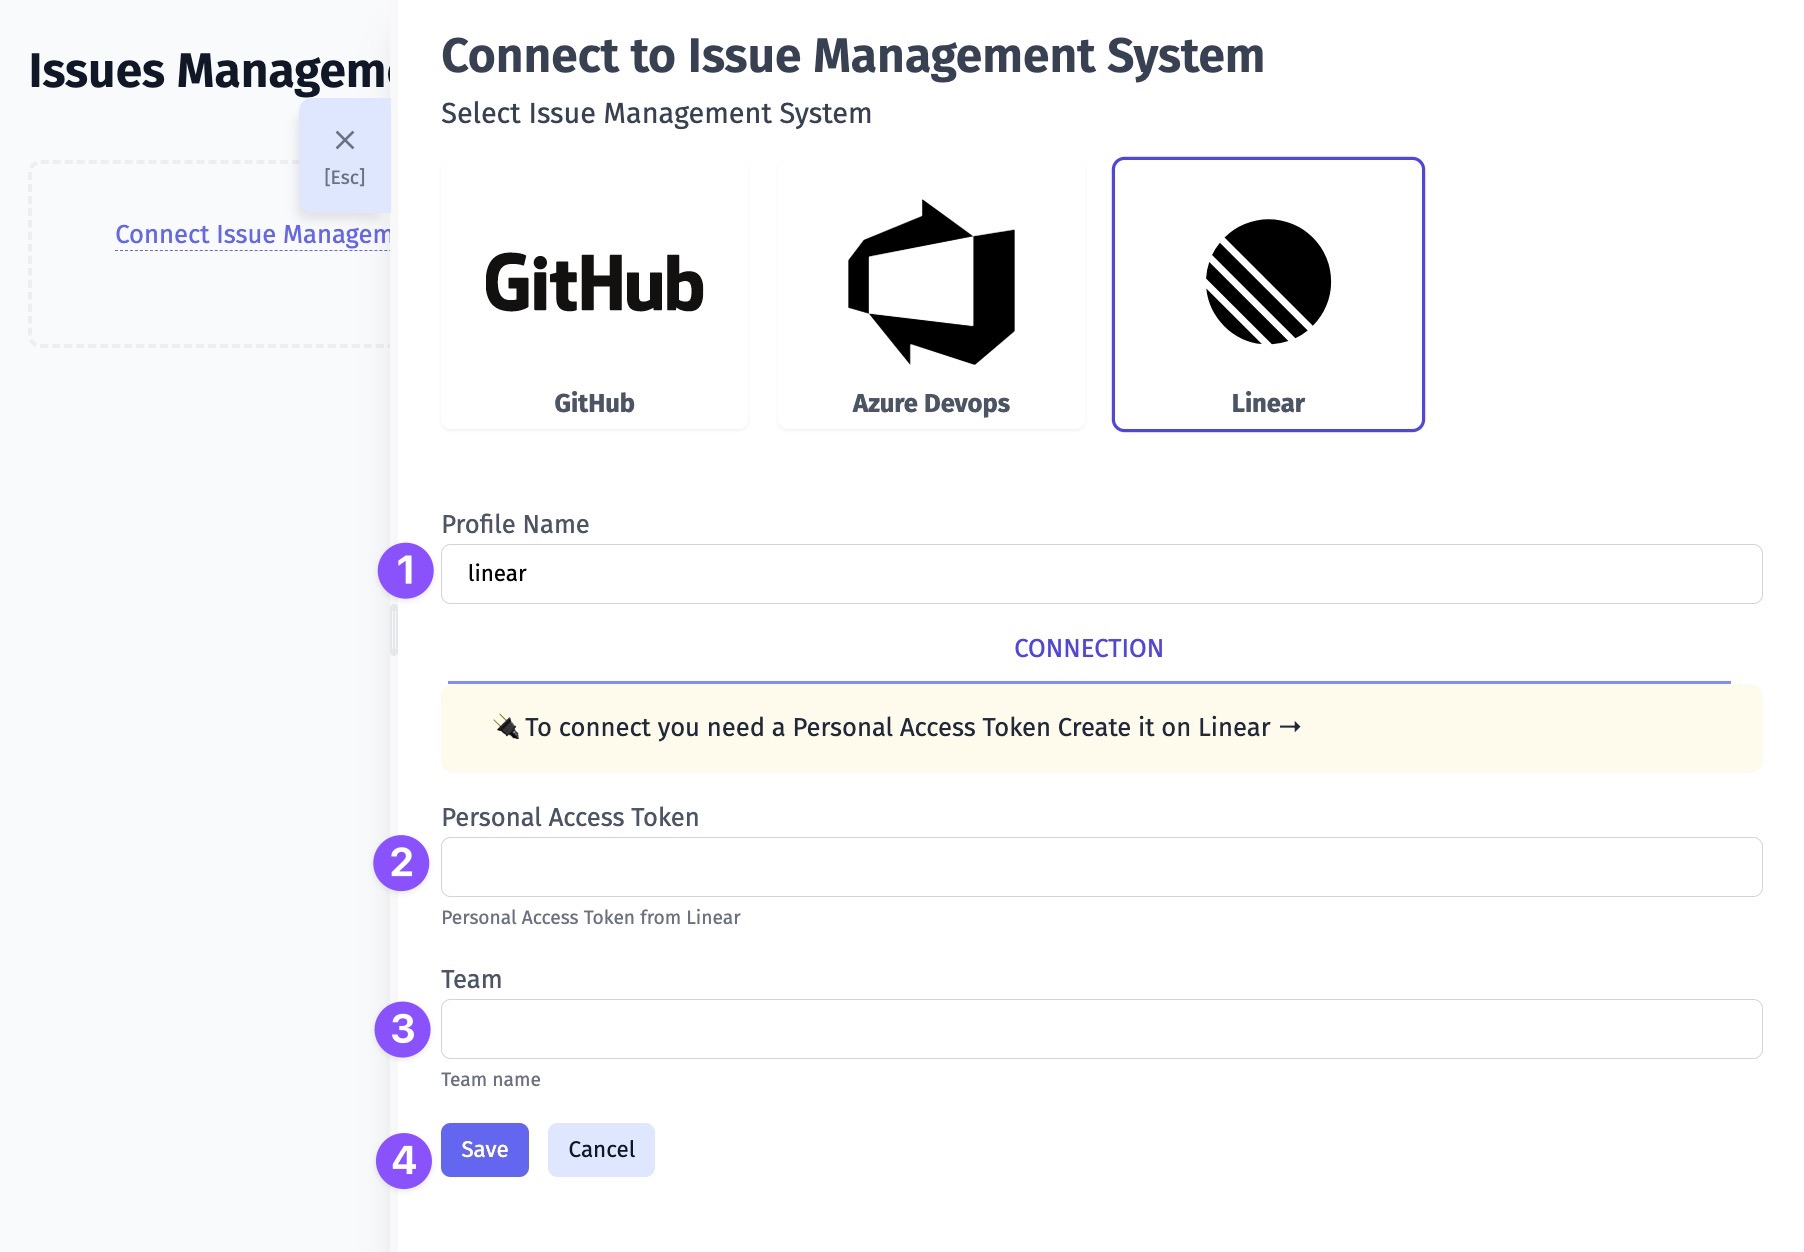 Issues Managem
[Esc]
Connect Issue Managem
Connect to Issue Management System
Select Issue Management System
GitHub
GitHub
Azure Devops
Linear
Profile Name
1
linear
CONNECTION
To connect you need a Personal Access Token Create it on Linear →
Personal Access Token
2
Personal Access Token from Linear
Team
3
Team name
4
Save
Cancel